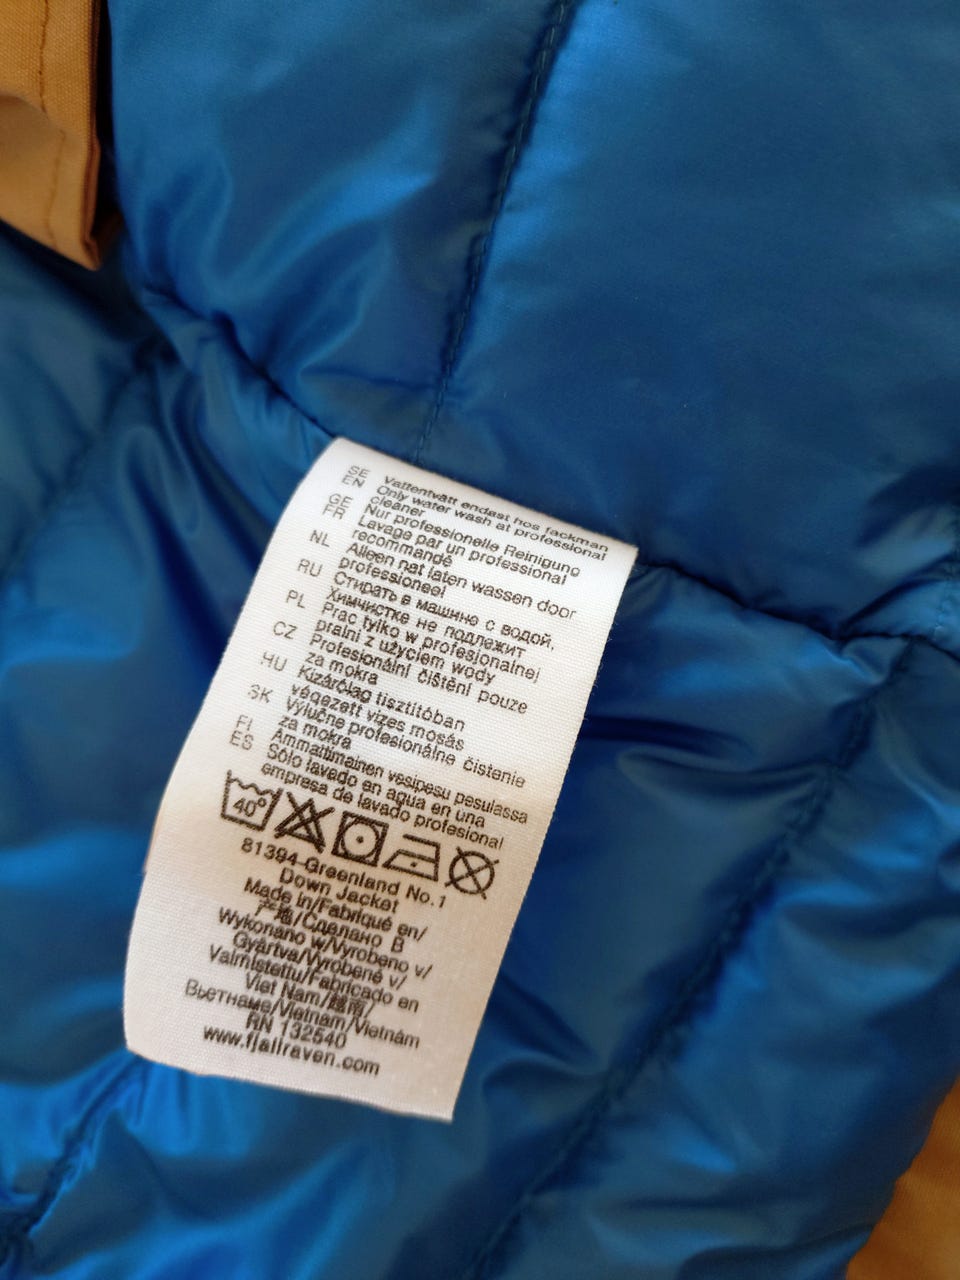 SE Vattentvätt endast hos fackman
EN Only water wash at professional
cleaner
GE Nur professionelle Reinigung
FR Lavage par un professional
recommandé
NL Alleen nat laten wassen door
professioneel
RU Стирать в машине с водой,
Химчистке не подлежит
PL Prac tylko w profesjonalnej
pralni z użyciem wody
CZ Profesionální čištění pouze
za mokra
HU Kizárólag tisztítóban
végezett vizes mosás
SK Výlučne profesionálne čistenie
za mokra
FI Ammattimainen vesipesu pesulassa
ES Sólo lavado en agua en una
empresa de lavado profesional
40°
81394-Greenland No.1
Down Jacket
Made in/Fabriqué en/
产地/Сделано в
Wykonano w/Vyrobeno v/
Gyártva/Vyrobené v/
Valmistettu/Fabricado en
Viet Nam/越南/
Вьетнаме/Vietnam/Vietnám
RN 132540
www.fjallraven.com